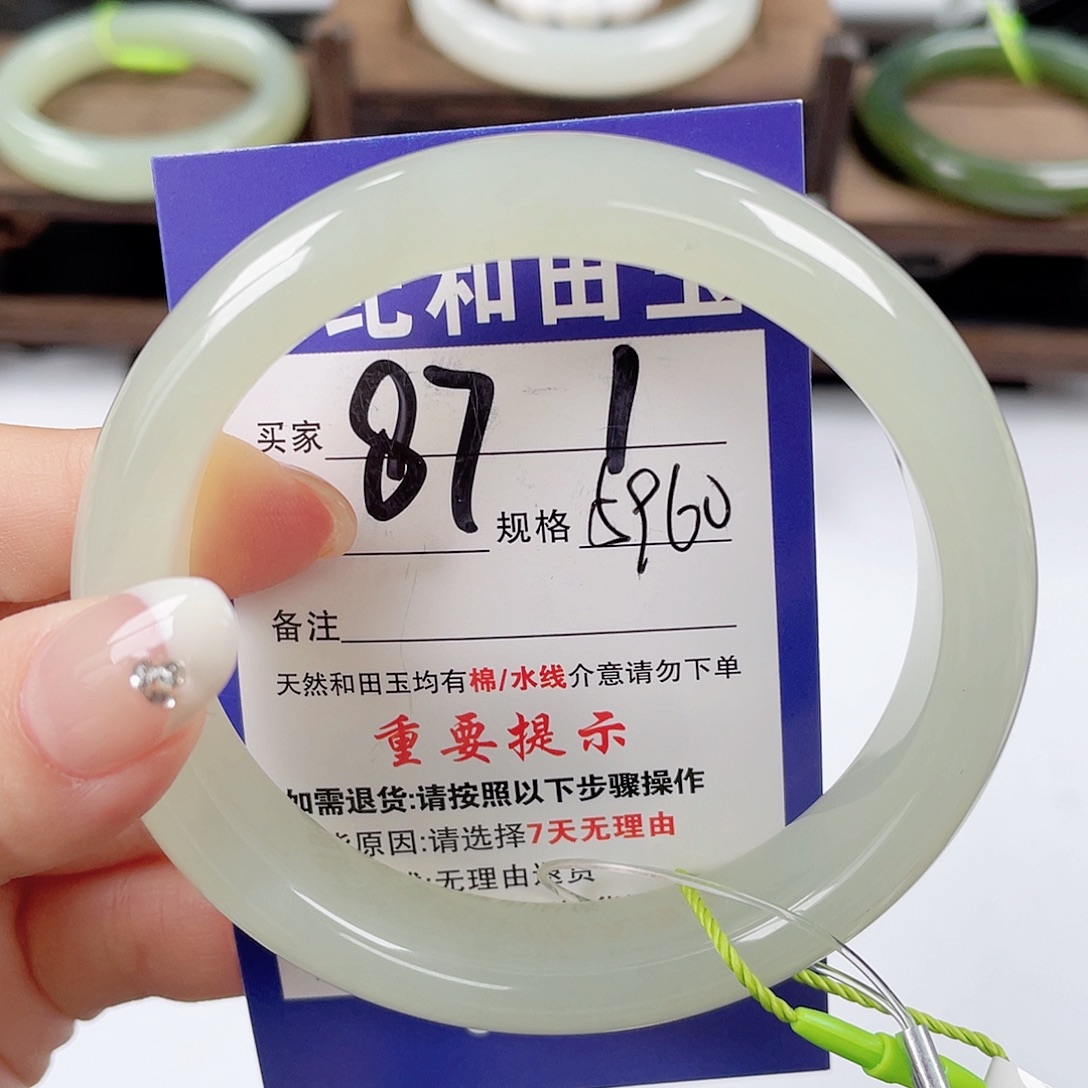 和田玉
买家 87 1
规格 5960
备注
天然和田玉均有棉/水线介意请勿下单
重要提示
如需退货:请按照以下步骤操作
原因:请选择7天无理由
无理由退货